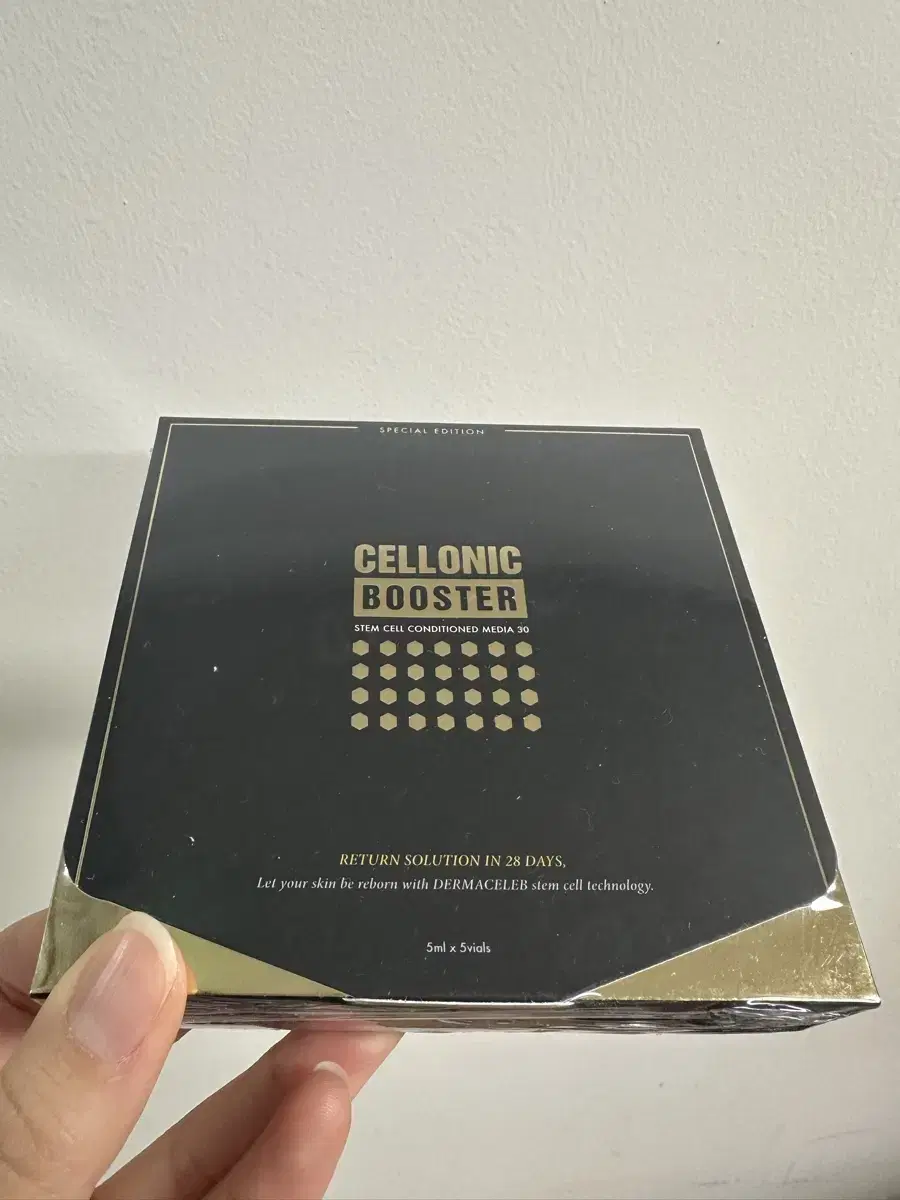 SPECIAL EDITION
CELLONIC
BOOSTER
STEM CELL CONDITIONED MEDIA 30
RETURN SOLUTION IN 28 DAYS,
Let your skin be reborn with DERMACELEB stem cell technology.
5ml x 5vials